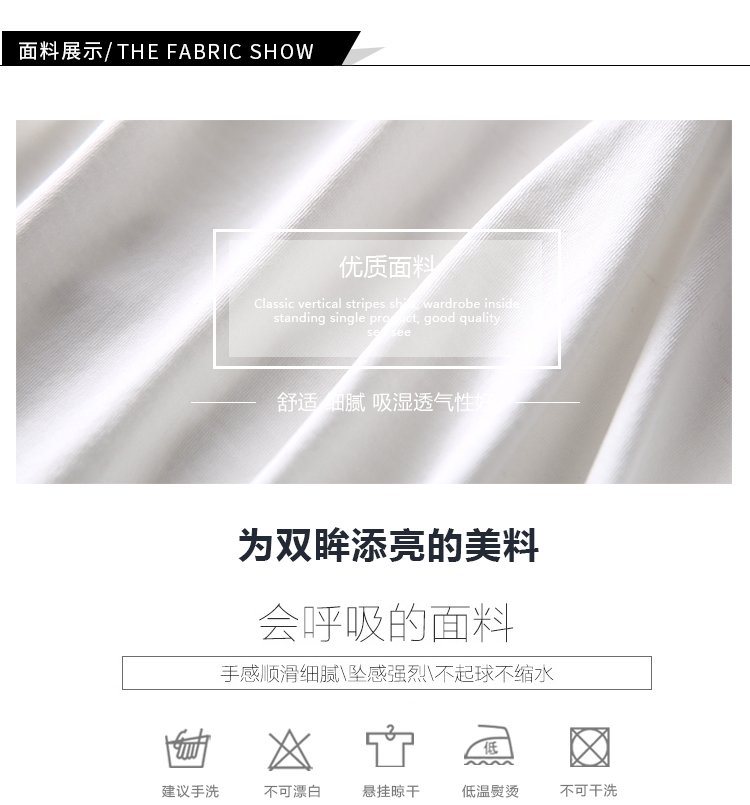 面料展示/THE FABRIC SHOW
优质面料
Classic vertical stripes shirt, wardrobe inside,
standing single product, good quality
see see
舒适 细腻 吸湿透气性好
为双眸添亮的美料
会呼吸的面料
手感顺滑细腻\坠感强烈\不起球不缩水
低
建议手洗 不可漂白 悬挂晾干 低温熨烫 不可干洗